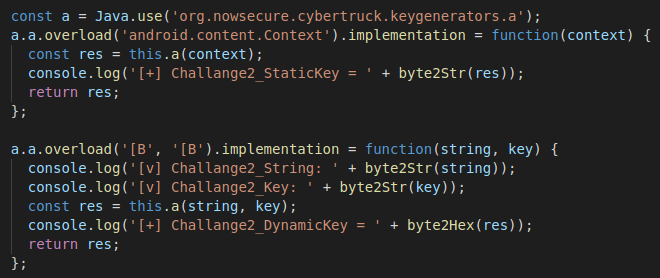 const a = Java.use('org.nowsecure.cybertruck.keygenerators.a');
a.a.overload('android.content.Context').implementation = function(context) {
  const res = this.a(context);
  console.log('[+] Challange2_StaticKey = ' + byte2Str(res));
  return res;
};

a.a.overload('[B', '[B').implementation = function(string, key) {
  console.log('[v] Challange2_String: ' + byte2Str(string));
  console.log('[v] Challange2_Key: ' + byte2Str(key));
  const res = this.a(string, key);
  console.log('[+] Challange2_DynamicKey = ' + byte2Hex(res));
  return res;
};